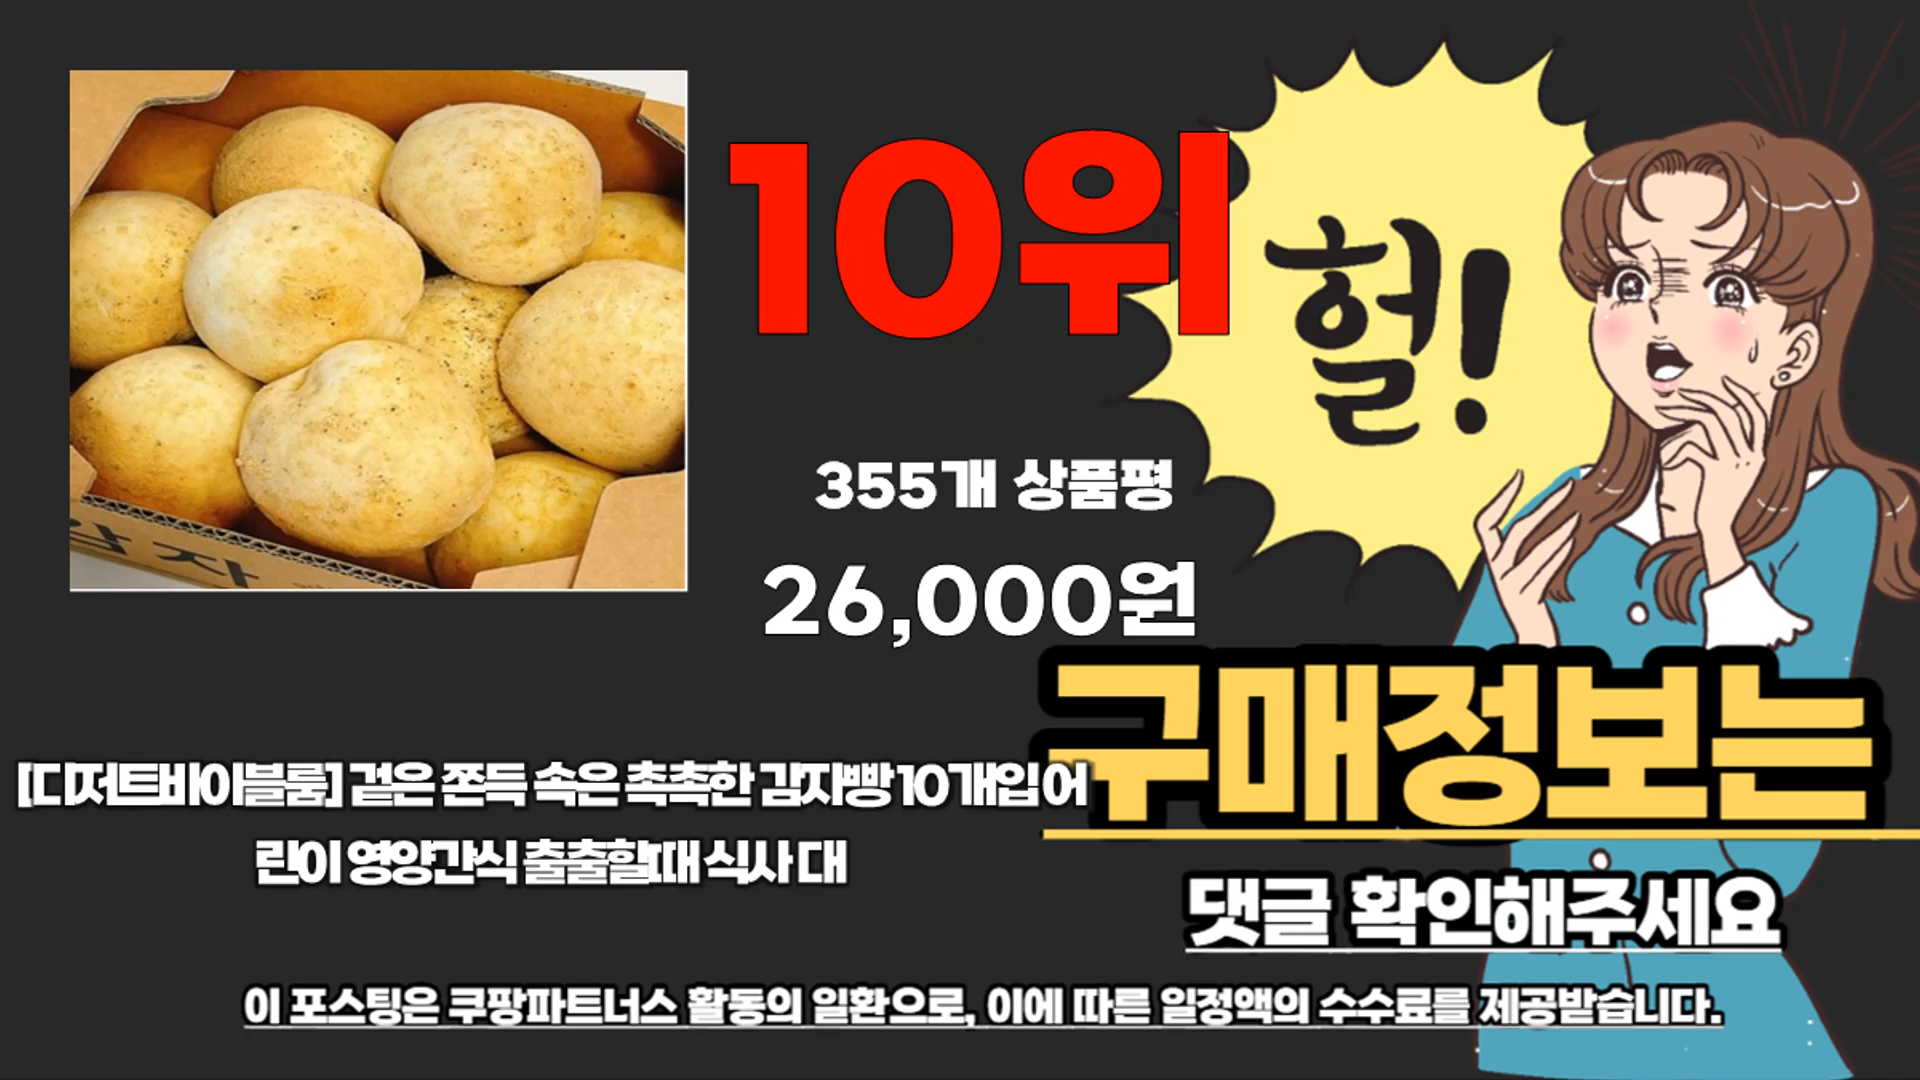 10위
헐!
355개 상품평
26,000원
구매정보는
[디저트바이블룸] 겉은 쫀득 속은 촉촉한 감자빵 10개입 어
린이 영양간식 출출할때 식사 대
댓글 확인해주세요
이 포스팅은 쿠팡파트너스 활동의 일환으로, 이에 따른 일정액의 수수료를 제공받습니다.
감자